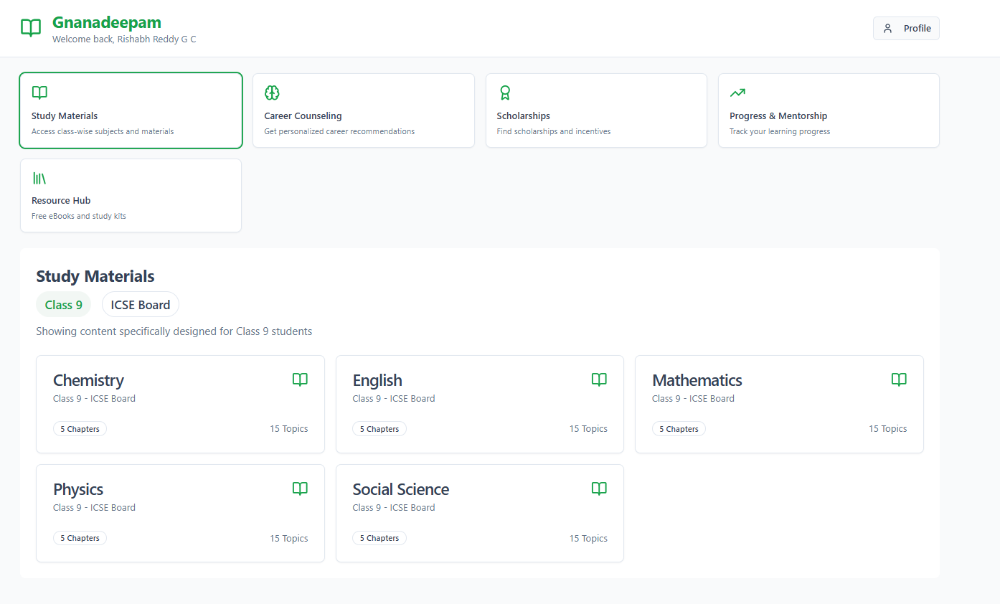 Gnanadeepam
Welcome back, Rishabh Reddy G C
Profile
Study Materials
Access class-wise subjects and materials
Career Counseling
Get personalized career recommendations
Scholarships
Find scholarships and incentives
Progress & Mentorship
Track your learning progress
Resource Hub
Free eBooks and study kits
Study Materials
Class 9
ICSE Board
Showing content specifically designed for Class 9 students
Chemistry
Class 9 - ICSE Board
5 Chapters
15 Topics
English
Class 9 - ICSE Board
5 Chapters
15 Topics
Mathematics
Class 9 - ICSE Board
5 Chapters
15 Topics
Physics
Class 9 - ICSE Board
5 Chapters
15 Topics
Social Science
Class 9 - ICSE Board
5 Chapters
15 Topics